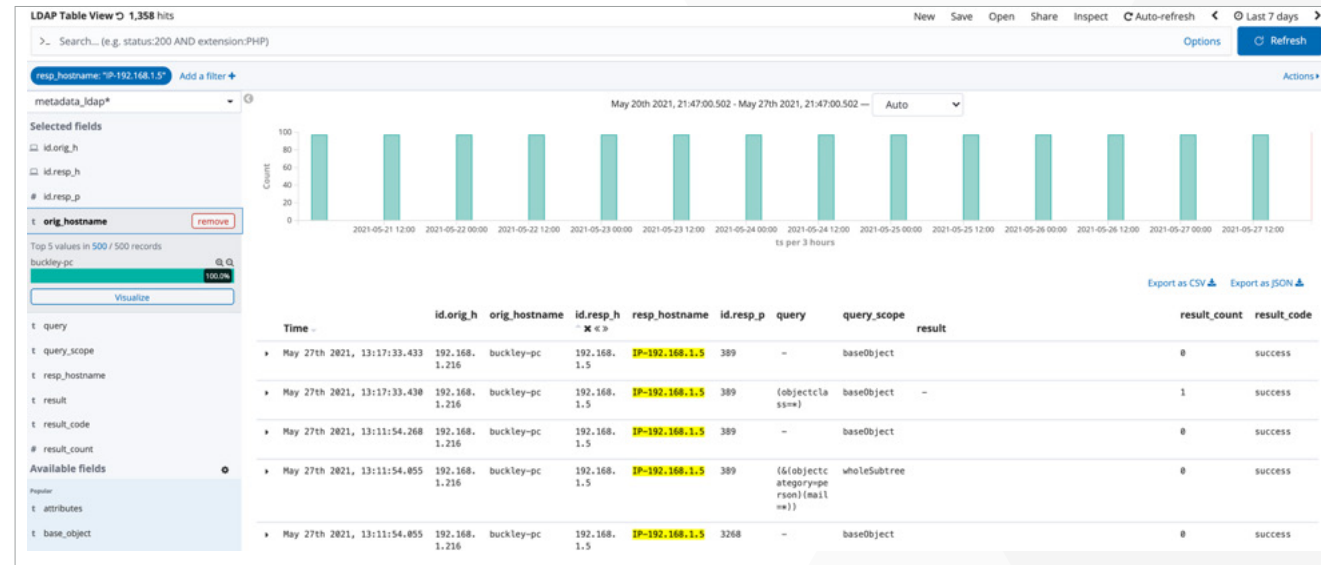 LDAP Table View 1,358 hits
New Save Open Share Inspect Auto-refresh Last 7 days
>_ Search... (e.g. status:200 AND extension:PHP)
Options Refresh
resp_hostname: "IP-192.168.1.5" Add a filter +
Actions
metadata_ldap*
May 20th 2021, 21:47:00.502 - May 27th 2021, 21:47:00.502 — Auto
Selected fields
id.orig_h
id.resp_h
# id.resp_p
t orig_hostname remove
Top 5 values in 500 / 500 records
buckley-pc
100.0%
Visualize
t query
t query_scope
t resp_hostname
t result
t result_code
# result_count
Available fields
Popular
t attributes
t base_object
Count
100
80
60
40
20
0
2021-05-21 12:00 2021-05-22 00:00 2021-05-22 12:00 2021-05-23 00:00 2021-05-23 12:00 2021-05-24 00:00 2021-05-24 12:00 2021-05-25 00:00 2021-05-25 12:00 2021-05-26 00:00 2021-05-26 12:00 2021-05-27 00:00 2021-05-27 12:00
ts per 3 hours
Export as CSV Export as JSON
Time id.orig_h orig_hostname id.resp_h resp_hostname id.resp_p query query_scope result result_count result_code
May 27th 2021, 13:17:33.433 192.168. buckley-pc 192.168. IP-192.168.1.5 389 – baseObject 0 success
1.216 1.5
May 27th 2021, 13:17:33.430 192.168. buckley-pc 192.168. IP-192.168.1.5 389 (objectcla baseObject – 1 success
1.216 1.5 ss=*)
May 27th 2021, 13:11:54.268 192.168. buckley-pc 192.168. IP-192.168.1.5 389 – baseObject 0 success
1.216 1.5
May 27th 2021, 13:11:54.055 192.168. buckley-pc 192.168. IP-192.168.1.5 389 (&(objectc wholeSubtree 0 success
1.216 1.5 ategory=pe
rson)(mail
=*))
May 27th 2021, 13:11:54.055 192.168. buckley-pc 192.168. IP-192.168.1.5 3268 – baseObject 0 success
1.216 1.5